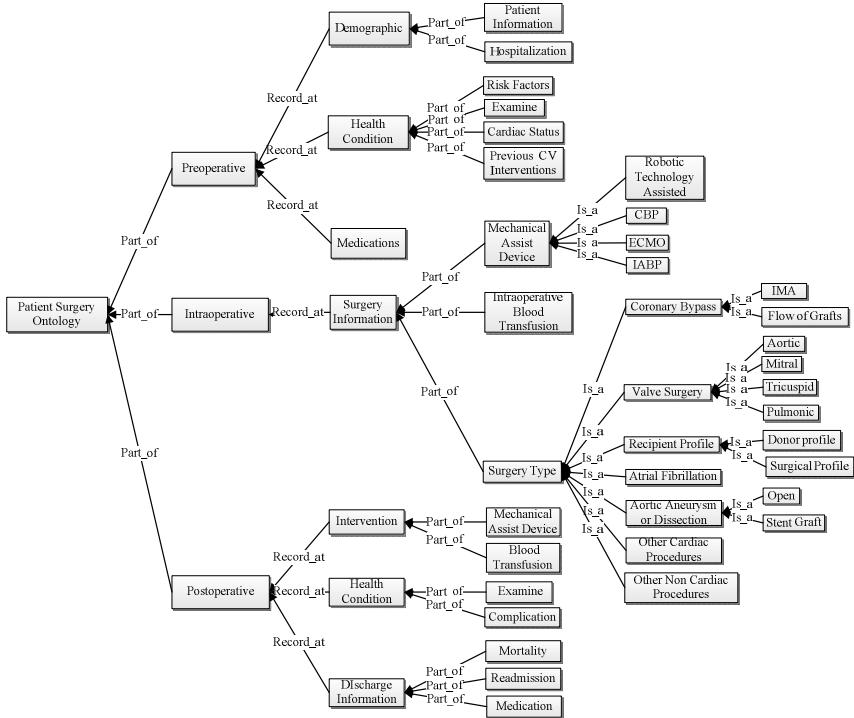 Patient
Information
Demographic
Part_of
Part_of
Hospitalization
Record_at
Risk Factors
Health
Condition
Part_of
Part_of
Part_of
Part_of
Examine
Cardiac Status
Previous CV
Interventions
Record_at
Preoperative
Record_at
Medications
Part_of
Robotic
Technology
Assisted
Mechanical
Assist
Device
Is_a
Is_a
Is_a
Is_a
CBP
ECMO
IABP
Part_of
Patient Surgery
Ontology
Part_of
Intraoperative
Record_at
Surgery
Information
Part_of
Intraoperative
Blood
Transfusion
Coronary Bypass
Is_a
Is_a
IMA
Flow of Grafts
Part_of
Is_a
Valve Surgery
Is_a
Is_a
Is_a
Is_a
Aortic
Mitral
Tricuspid
Pulmonic
Is_a
Surgery Type
Is_a
Recipient Profile
Is_a
Is_a
Donor profile
Surgical Profile
Is_a
Atrial Fibrillation
Is_a
Aortic Aneurysm
or Dissection
Is_a
Is_a
Open
Stent Graft
Is_a
Other Cardiac
Procedures
Is_a
Other Non Cardiac
Procedures
Part_of
Intervention
Part_of
Part_of
Mechanical
Assist Device
Blood
Transfusion
Record_at
Postoperative
Record_at
Health
Condition
Part_of
Part_of
Examine
Complication
Record_at
DIscharge
Information
Part_of
Part_of
Part_of
Mortality
Readmission
Medication